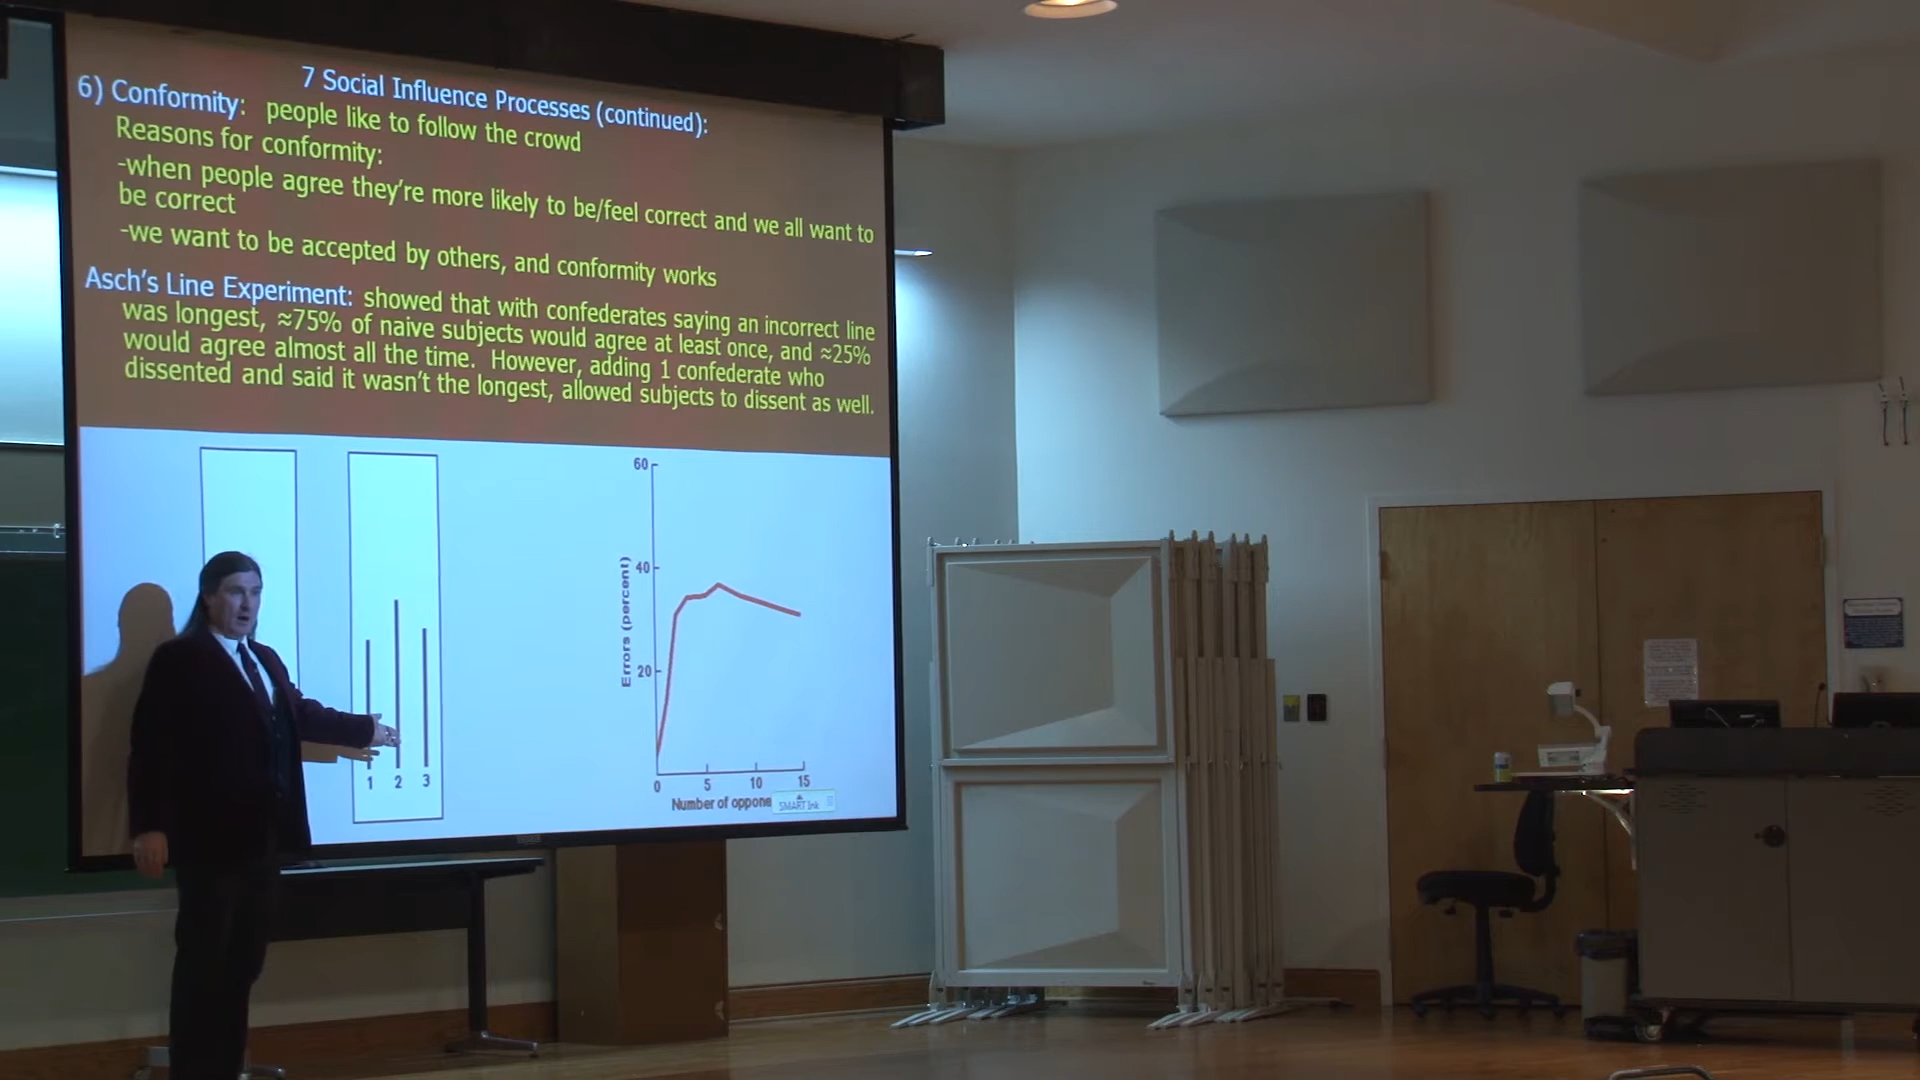 7 Social Influence Processes (continued):
6) Conformity: people like to follow the crowd
Reasons for conformity:
-when people agree they're more likely to be/feel correct and we all want to
be correct
-we want to be accepted by others, and conformity works
Asch's Line Experiment: showed that with confederates saying an incorrect line
was longest, ≈75% of naive subjects would agree at least once, and ≈25%
would agree almost all the time. However, adding 1 confederate who
dissented and said it wasn't the longest, allowed subjects to dissent as well.
1 2 3
Errors (percent)
60
40
20
0 5 10 15
Number of oppone
SMART Ink